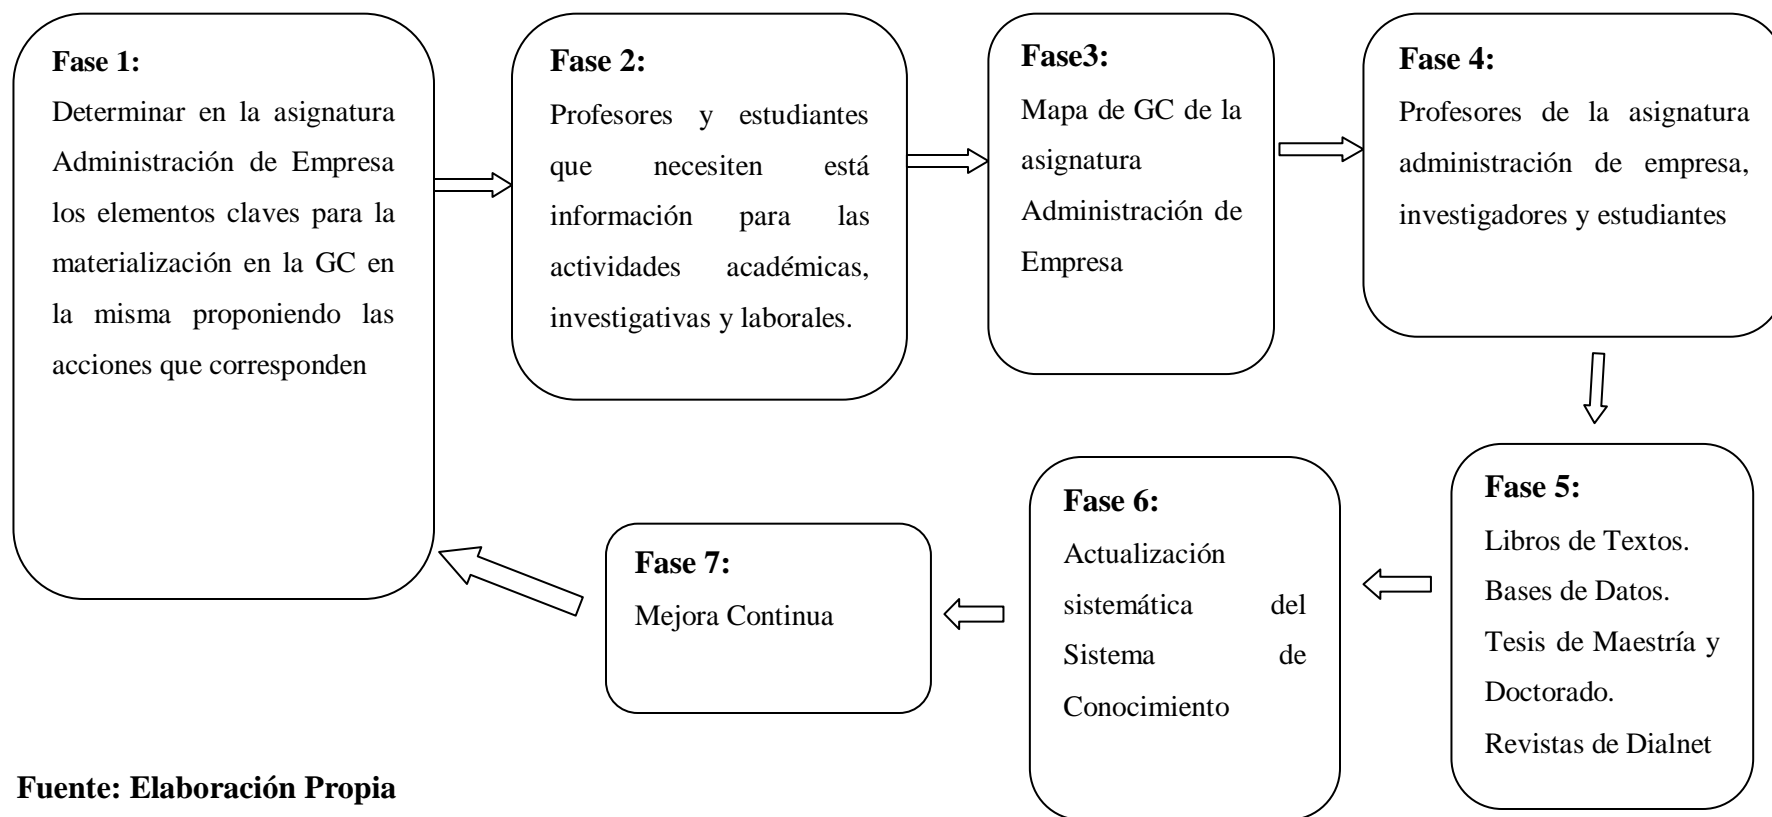 Fase 1:
Determinar en la asignatura
Administración de Empresa
los elementos claves para la
materialización en la GC en
la misma proponiendo las
acciones que corresponden
Fase 2:
Profesores y estudiantes
que necesiten está
información para las
actividades académicas,
investigativas y laborales.
Fase3:
Mapa de GC de la
asignatura
Administración de
Empresa
Fase 4:
Profesores de la asignatura
administración de empresa,
investigadores y estudiantes
Fase 5:
Libros de Textos.
Bases de Datos.
Tesis de Maestría y
Doctorado.
Revistas de Dialnet
Fase 6:
Actualización
sistemática del
Sistema de
Conocimiento
Fase 7:
Mejora Continua
Fuente: Elaboración Propia